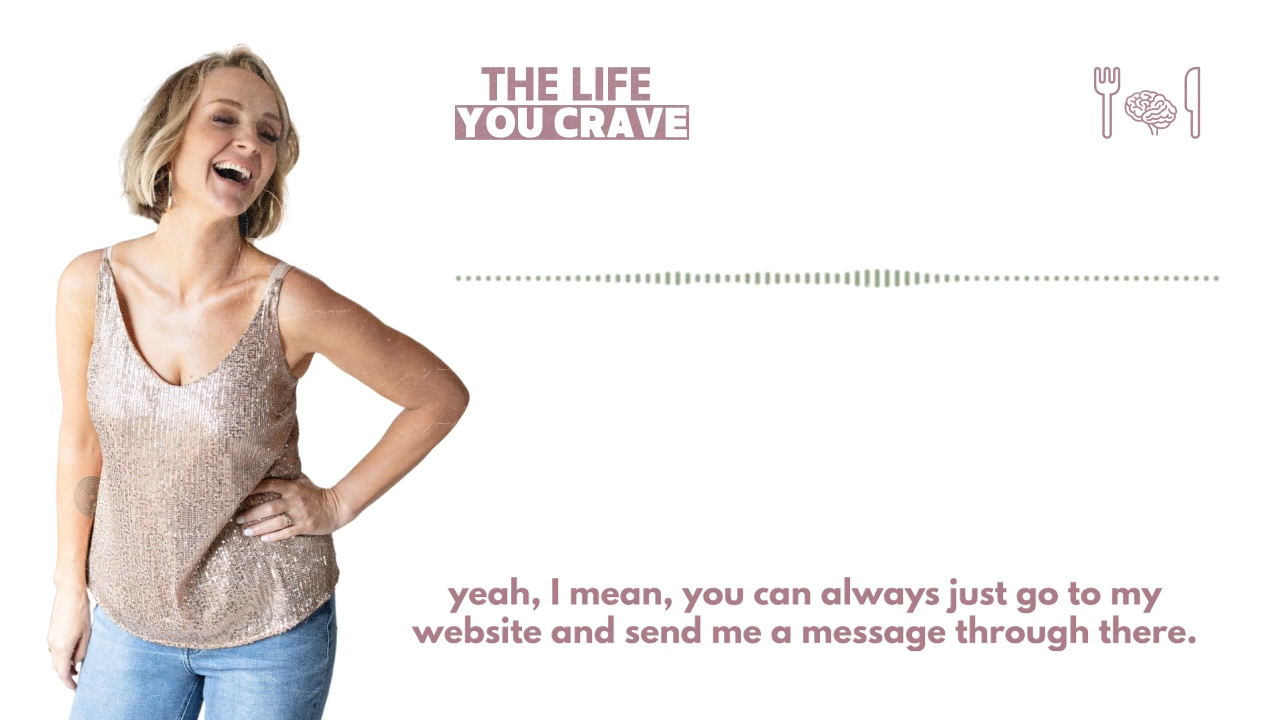 THE LIFE
YOU CRAVE
yeah, I mean, you can always just go to my
website and send me a message through there.